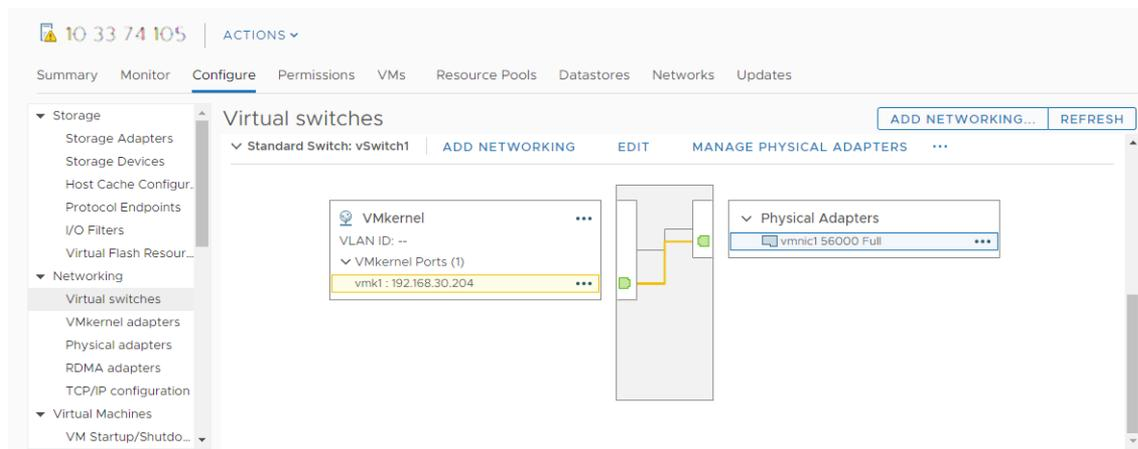 10 33 74 105 ACTIONS
Summary Monitor Configure Permissions VMs Resource Pools Datastores Networks Updates
Storage
Storage Adapters
Storage Devices
Host Cache Configur..
Protocol Endpoints
I/O Filters
Virtual Flash Resour...
Networking
Virtual switches
VMkernel adapters
Physical adapters
RDMA adapters
TCP/IP configuration
Virtual Machines
VM Startup/Shutdo...
Virtual switches
ADD NETWORKING... REFRESH
Standard Switch: vSwitch1 ADD NETWORKING EDIT MANAGE PHYSICAL ADAPTERS ...
VMkernel ...
VLAN ID: --
VMkernel Ports (1)
vmk1 : 192.168.30.204 ...
Physical Adapters
vmnic1 56000 Full ...